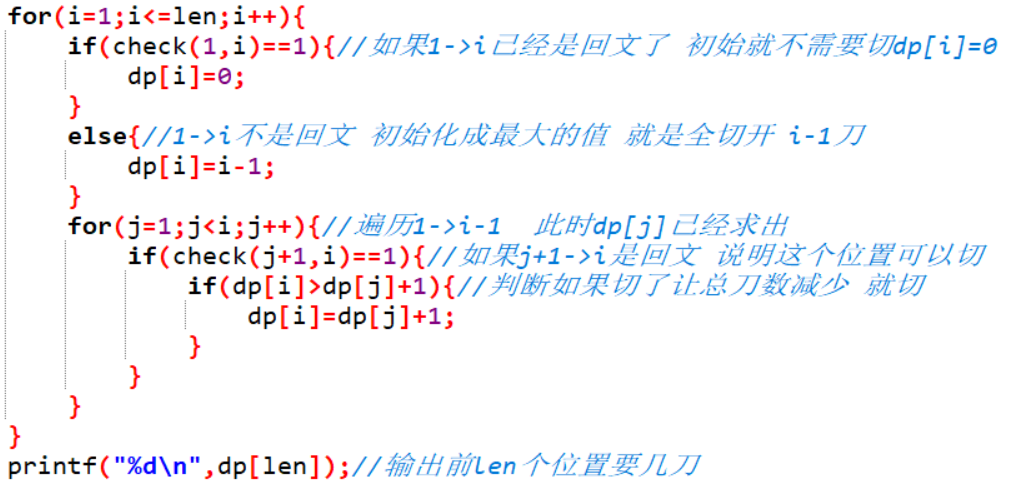 for(i=1;i<=len;i++){
    if(check(1,i)==1){//如果1->i已经是回文了 初始就不需要切dp[i]=0
        dp[i]=0;
    }
    else{//1->i不是回文 初始化成最大的值 就是全切开 i-1刀
        dp[i]=i-1;
    }
    for(j=1;j<i;j++){//遍历1->i-1  此时dp[j]已经求出
        if(check(j+1,i)==1){//如果j+1->i是回文 说明这个位置可以切
            if(dp[i]>dp[j]+1){//判断如果切了让总刀数减少 就切
                dp[i]=dp[j]+1;
            }
        }
    }
}
printf("%d\n",dp[len]);//输出前len个位置要几刀